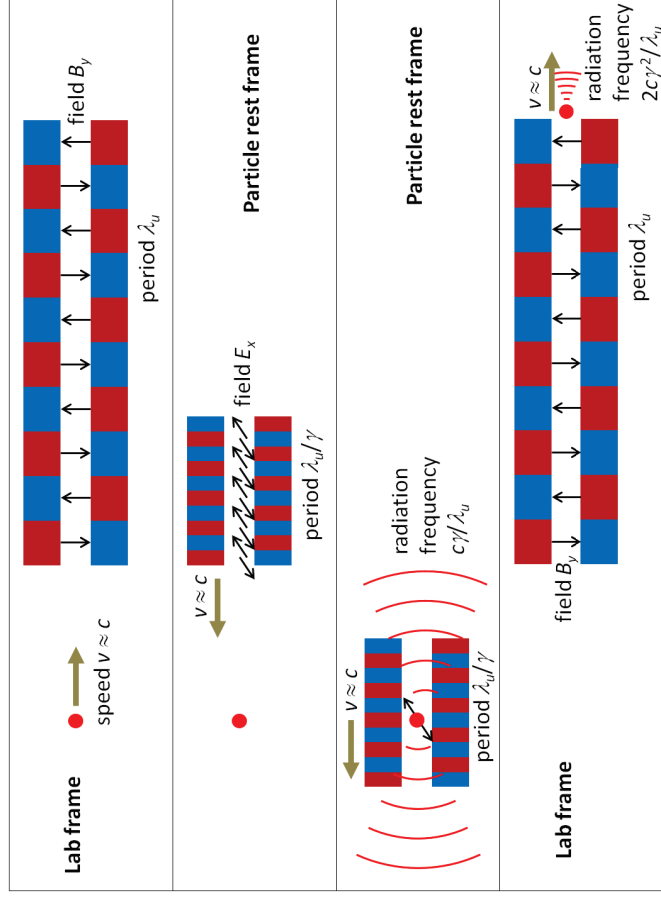 Lab frame
speed v ≈ c
field B_y
period λ_u
v ≈ c
field E_x
period λ_u/γ
Particle rest frame
v ≈ c
period λ_u/γ
radiation
frequency
cγ/λ_u
Particle rest frame
Lab frame
field B_y
period λ_u
v ≈ c
radiation
frequency
2cγ²/λ_u